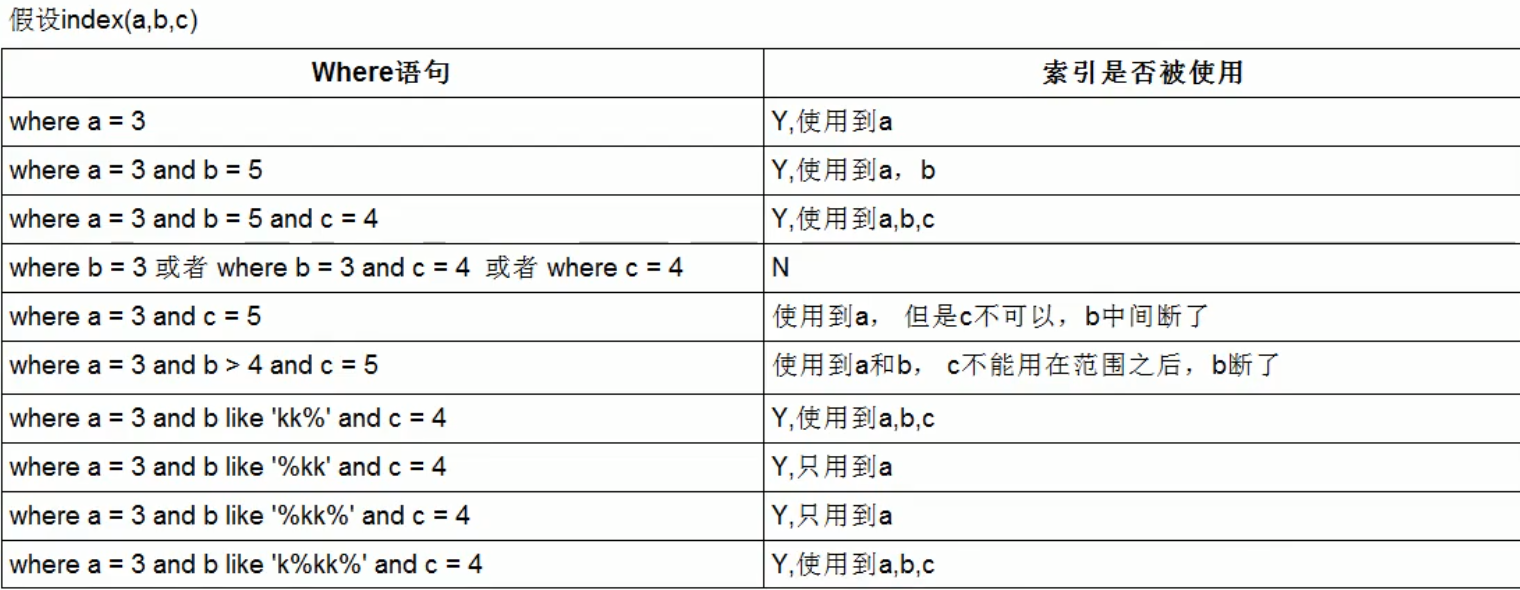 假设index(a,b,c)
Where语句 索引是否被使用
where a = 3 Y,使用到a
where a = 3 and b = 5 Y,使用到a，b
where a = 3 and b = 5 and c = 4 Y,使用到a,b,c
where b = 3 或者 where b = 3 and c = 4 或者 where c = 4 N
where a = 3 and c = 5 使用到a， 但是c不可以，b中间断了
where a = 3 and b > 4 and c = 5 使用到a和b， c不能用在范围之后，b断了
where a = 3 and b like 'kk%' and c = 4 Y,使用到a,b,c
where a = 3 and b like '%kk' and c = 4 Y,只用到a
where a = 3 and b like '%kk%' and c = 4 Y,只用到a
where a = 3 and b like 'k%kk%' and c = 4 Y,使用到a,b,c